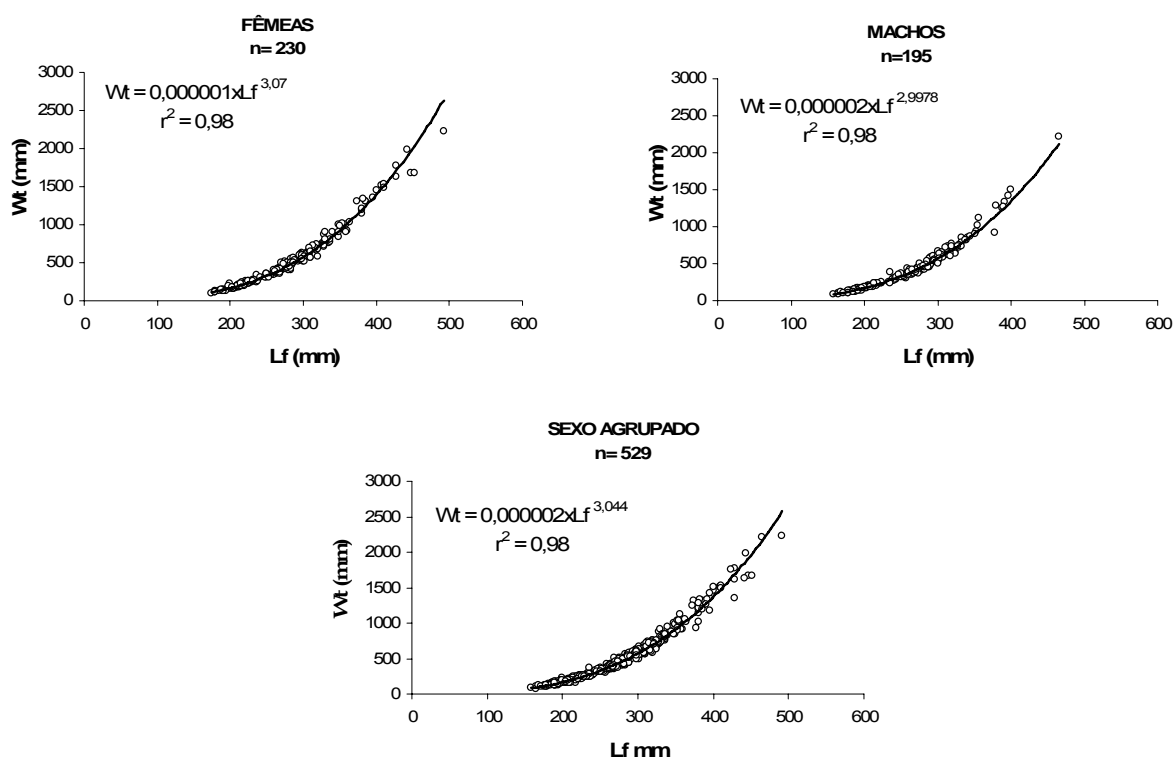 FÊMEAS
n= 230
Wt = 0,000001xLf^3,07
r² = 0,98
3000
2500
2000
1500
1000
500
0
Wt (mm)
0 100 200 300 400 500 600
Lf (mm)
MACHOS
n=195
Wt = 0,000002xLf^2,9978
r² = 0,98
3000
2500
2000
1500
1000
500
0
Wt (mm)
0 100 200 300 400 500 600
Lf (mm)
SEXO AGRUPADO
n= 529
Wt = 0,000002xLf^3,044
r² = 0,98
3000
2500
2000
1500
1000
500
0
Wt (mm)
0 100 200 300 400 500 600
Lf mm